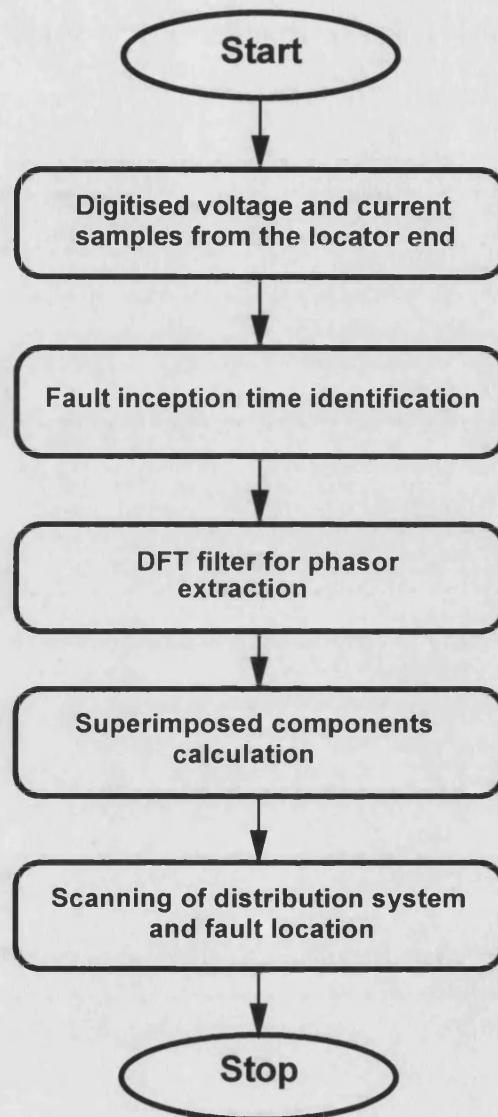 Start
Digitised voltage and current
samples from the locator end
Fault inception time identification
DFT filter for phasor
extraction
Superimposed components
calculation
Scanning of distribution system
and fault location
Stop